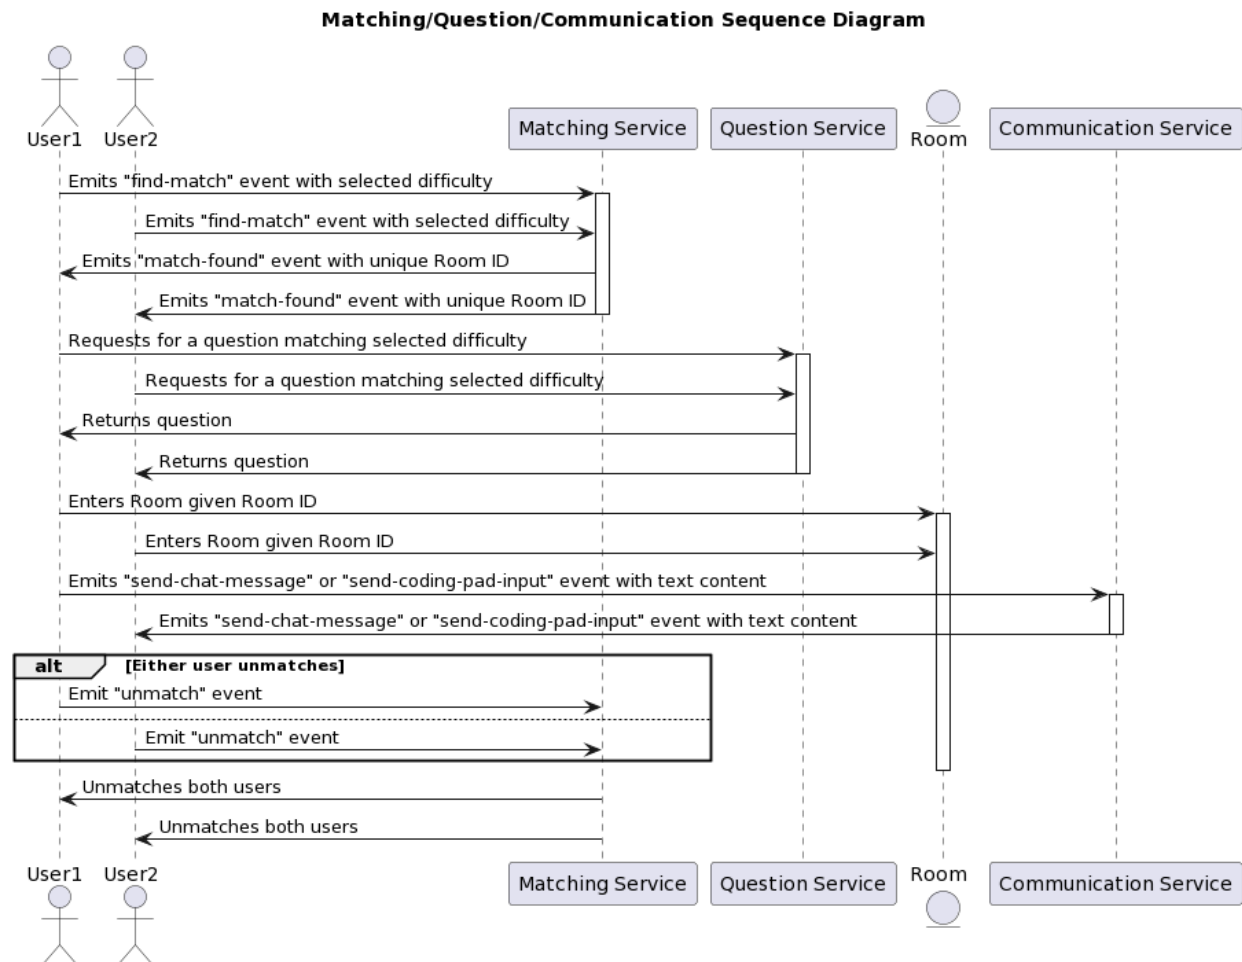 Matching/Question/Communication Sequence Diagram
User1
User2
Matching Service
Question Service
Room
Communication Service
Emits "find-match" event with selected difficulty
Emits "find-match" event with selected difficulty
Emits "match-found" event with unique Room ID
Emits "match-found" event with unique Room ID
Requests for a question matching selected difficulty
Requests for a question matching selected difficulty
Returns question
Returns question
Enters Room given Room ID
Enters Room given Room ID
Emits "send-chat-message" or "send-coding-pad-input" event with text content
Emits "send-chat-message" or "send-coding-pad-input" event with text content
alt [Either user unmatches]
Emit "unmatch" event
Emit "unmatch" event
Unmatches both users
Unmatches both users
User1
User2
Matching Service
Question Service
Room
Communication Service